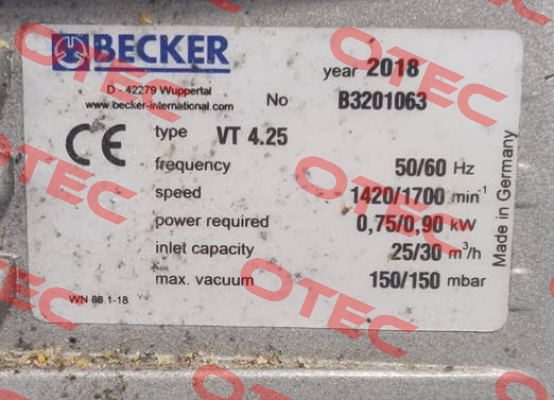 BECKER
year 2018
D - 42279 Wuppertal
www.becker-international.com
No B3201063
CE
type VT 4.25
frequency 50/60 Hz
speed 1420/1700 min-1
power required 0,75/0,90 kW
inlet capacity 25/30 m³/h
max. vacuum 150/150 mbar
WN 88 1-18
Made in Germany
OTEC
OTEC
OTEC
OTEC
OTEC
OTEC